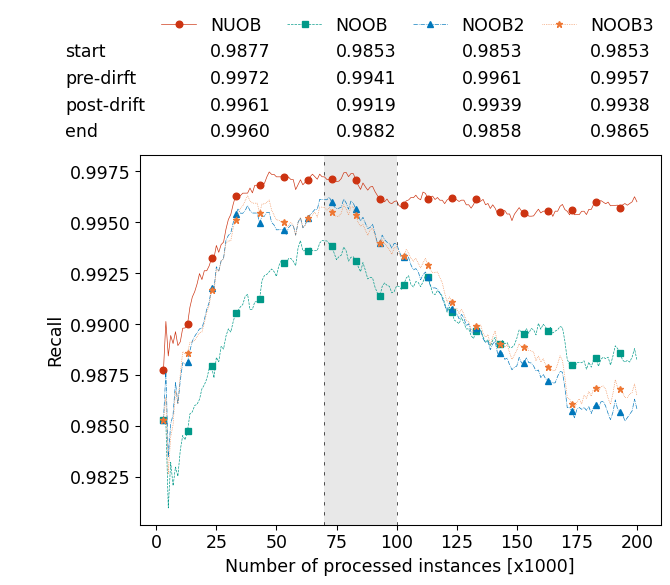 NUOB NOOB NOOB2 NOOB3
start 0.9877 0.9853 0.9853 0.9853
pre-dirft 0.9972 0.9941 0.9961 0.9957
post-drift 0.9961 0.9919 0.9939 0.9938
end 0.9960 0.9882 0.9858 0.9865
0.9975
0.9950
0.9925
0.9900
0.9875
0.9850
0.9825
Recall
0 25 50 75 100 125 150 175 200
Number of processed instances [x1000]